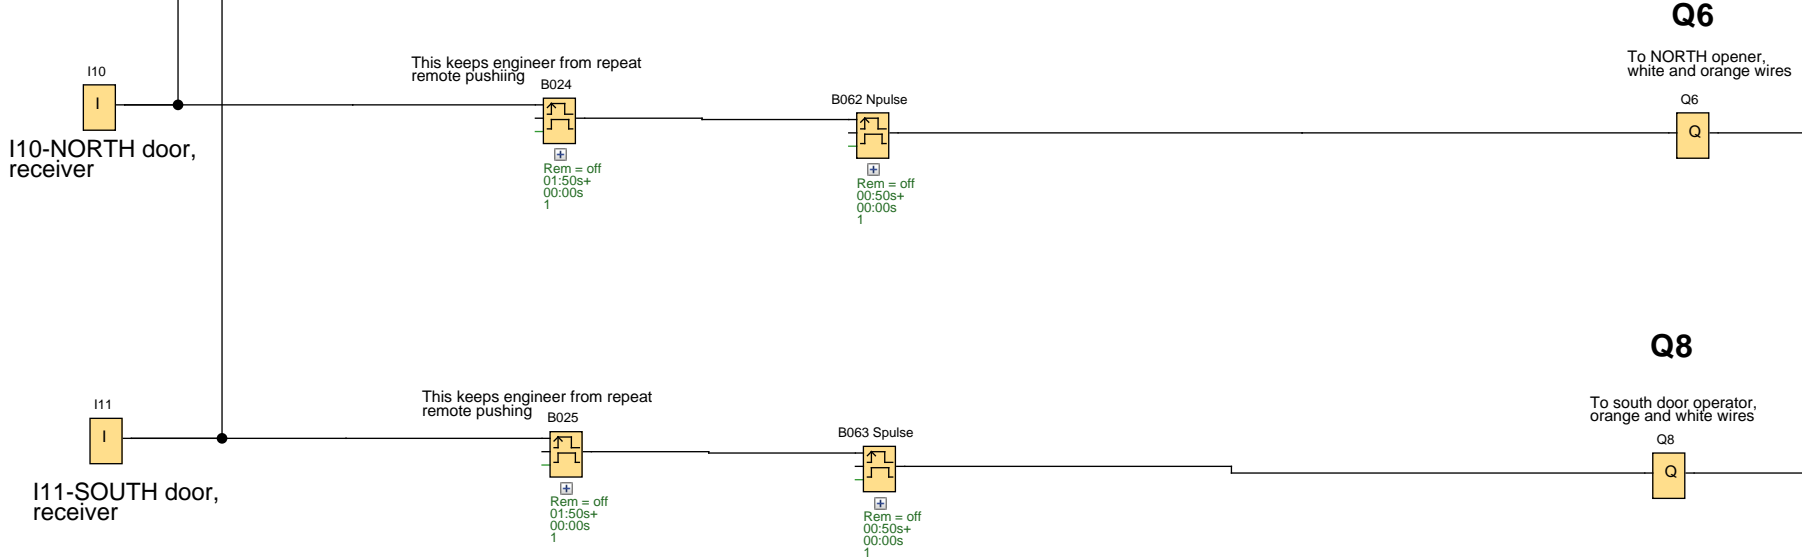 Q6
To NORTH opener,
white and orange wires
Q6
Q
This keeps engineer from repeat
remote pushiing
I10
I
I10-NORTH door,
receiver
B024
Rem = off
01:50s+
00:00s
1
B062 Npulse
Rem = off
00:50s+
00:00s
1
Q8
To south door operator,
orange and white wires
Q8
Q
This keeps engineer from repeat
remote pushing
I11
I
I11-SOUTH door,
receiver
B025
Rem = off
01:50s+
00:00s
1
B063 Spulse
Rem = off
00:50s+
00:00s
1